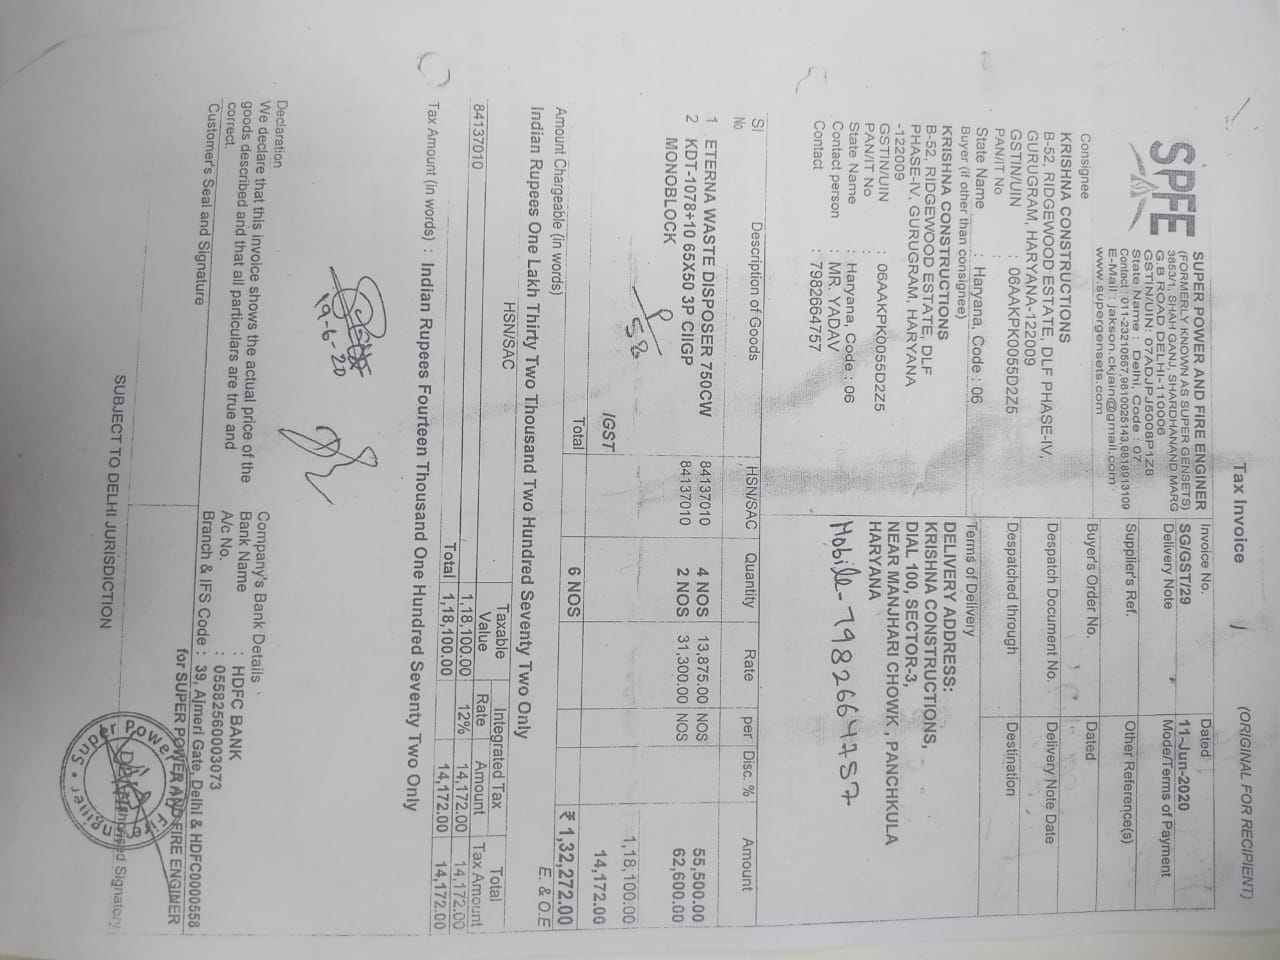 Tax Invoice
(ORIGINAL FOR RECIPIENT)
SPFE
SUPER POWER AND FIRE ENGINER
(FORMERLY KNOWN AS SUPER GENSETS)
3853/1, SHAH GANJ, SHARDHANAND MARG
G.B ROAD DELHI-110006
GSTIN/UIN: 07ADJPJ5008P1Z8
State Name : Delhi, Code : 07
Contact : 011-23210567,9810025143,9818913109
E-Mail : jakson.ckjain@gmail.com
www.supergensets.com
Invoice No. Dated
SG/GST/29 11-Jun-2020
Delivery Note Mode/Terms of Payment
Supplier's Ref. Other Reference(s)
Buyer's Order No. Dated
Despatch Document No. Delivery Note Date
Despatched through Destination
Consignee
KRISHNA CONSTRUCTIONS
B-52, RIDGEWOOD ESTATE, DLF PHASE-IV,
GURUGRAM, HARYANA-122009
GSTIN/UIN : 06AAKPK0055D2Z5
PAN/IT No :
State Name : Haryana, Code : 06
Buyer (if other than consignee)
KRISHNA CONSTRUCTIONS
B-52, RIDGEWOOD ESTATE, DLF
PHASE-IV, GURUGRAM, HARYANA
-122009
GSTIN/UIN : 06AAKPK0055D2Z5
PAN/IT No :
State Name : Haryana, Code : 06
Contact person : MR. YADAV
Contact : 7982664757
Terms of Delivery
DELIVERY ADDRESS:
KRISHNA CONSTRUCTIONS,
DIAL 100, SECTOR-3,
NEAR MANJHARI CHOWK , PANCHKULA
HARYANA
Mobile-7982664757
Sl Description of Goods HSN/SAC Quantity Rate per Disc. % Amount
No
1 ETERNA WASTE DISPOSER 750CW 84137010 4 NOS 13,875.00 NOS 55,500.00
2 KDT-1078+10 65X50 3P CIIGP 84137010 2 NOS 31,300.00 NOS 62,600.00
MONOBLOCK
P/58
1,18,100.00
IGST 14,172.00
Total 6 NOS ₹ 1,32,272.00
Amount Chargeable (in words) E. & O.E
Indian Rupees One Lakh Thirty Two Thousand Two Hundred Seventy Two Only
HSN/SAC Taxable Integrated Tax Total
Value Rate Amount Tax Amount
84137010 1,18,100.00 12% 14,172.00 14,172.00
Total 1,18,100.00 14,172.00 14,172.00
Tax Amount (in words) : Indian Rupees Fourteen Thousand One Hundred Seventy Two Only
19-6-20
Declaration
We declare that this invoice shows the actual price of the
goods described and that all particulars are true and
correct.
Customer's Seal and Signature
Company's Bank Details
Bank Name : HDFC BANK
A/c No. : 05582560003073
Branch & IFS Code : 39, Ajmeri Gate, Delhi & HDFC0000558
for SUPER POWER AND FIRE ENGINER
Super Power And Fire Enginer
Authorised Signatory
SUBJECT TO DELHI JURISDICTION